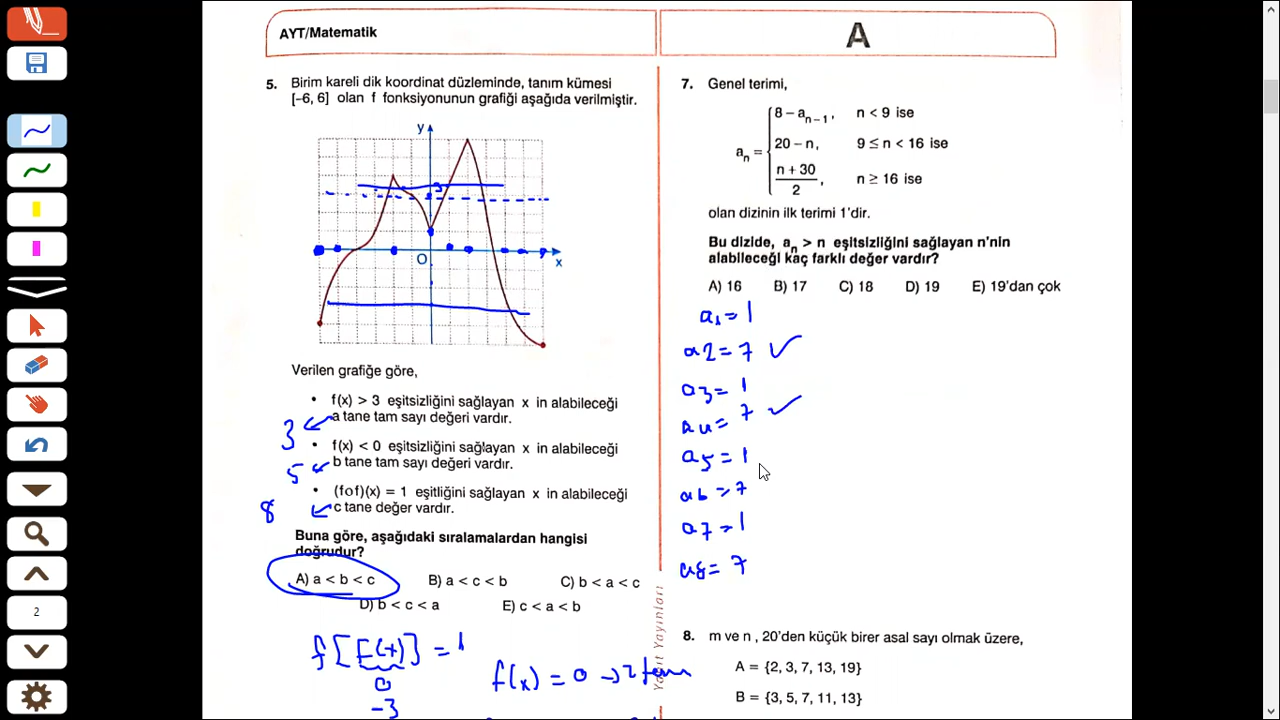 AYT/Matematik
A
5. Birim kareli dik koordinat düzleminde, tanım kümesi
[-6, 6] olan f fonksiyonunun grafiği aşağıda verilmiştir.
y
3
O
x
Verilen grafiğe göre,
• f(x) > 3 eşitsizliğini sağlayan x in alabileceği
a tane tam sayı değeri vardır.
3
• f(x) < 0 eşitsizliğini sağlayan x in alabileceği
b tane tam sayı değeri vardır.
5
• (fof)(x) = 1 eşitliğini sağlayan x in alabileceği
c tane değer vardır.
8
Buna göre, aşağıdaki sıralamalardan hangisi
doğrudur?
A) a < b < c B) a < c < b C) b < a < c
D) b < c < a E) c < a < b
f[F(x)] = 1
0
-3
f(x) = 0 → 2 tam
7. Genel terimi,
8 – aₙ₋₁, n < 9 ise
aₙ = 20 – n, 9 ≤ n < 16 ise
n + 30
2, n ≥ 16 ise
olan dizinin ilk terimi 1'dir.
Bu dizide, aₙ > n eşitsizliğini sağlayan n'nin
alabileceği kaç farklı değer vardır?
A) 16 B) 17 C) 18 D) 19 E) 19'dan çok
a1 = 1
a2 = 7 ✓
a3 = 1
a4 = 7 ✓
a5 = 1
a6 = 7
a7 = 1
a8 = 7
Yanıt Yayınları
8. m ve n , 20'den küçük birer asal sayı olmak üzere,
A = {2, 3, 7, 13, 19}
B = {3, 5, 7, 11, 13}
2